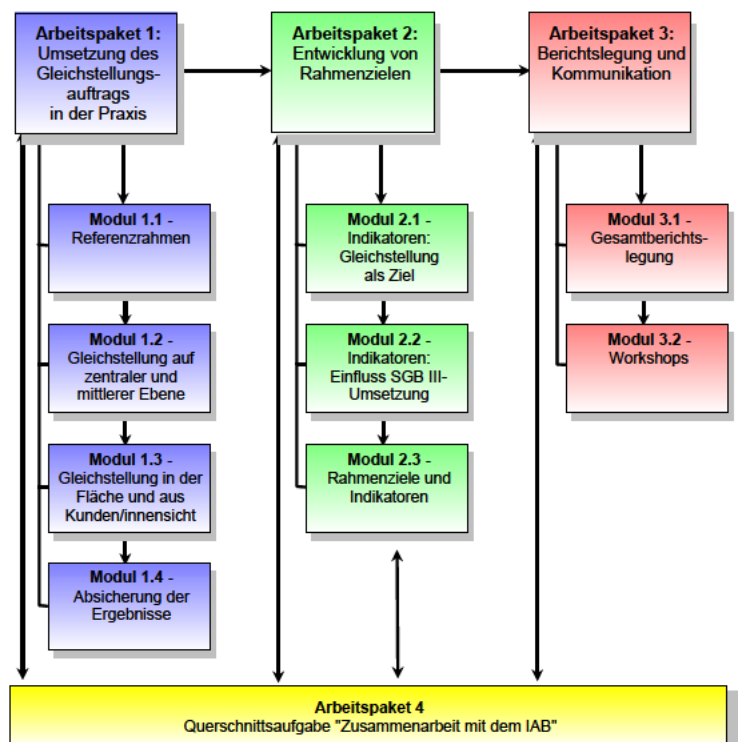 Arbeitspaket 1:
Umsetzung des
Gleichstellungs-
auftrags
in der Praxis
Arbeitspaket 2:
Entwicklung von
Rahmenzielen
Arbeitspaket 3:
Berichtslegung und
Kommunikation
Modul 1.1 -
Referenzrahmen
Modul 1.2 -
Gleichstellung auf
zentraler und
mittlerer Ebene
Modul 1.3 -
Gleichstellung in der
Fläche und aus
Kunden/innensicht
Modul 1.4 -
Absicherung der
Ergebnisse
Modul 2.1 -
Indikatoren:
Gleichstellung
als Ziel
Modul 2.2 -
Indikatoren:
Einfluss SGB III-
Umsetzung
Modul 2.3 -
Rahmenziele und
Indikatoren
Modul 3.1 -
Gesamtberichts-
legung
Modul 3.2 -
Workshops
Arbeitspaket 4
Querschnittsaufgabe "Zusammenarbeit mit dem IAB"